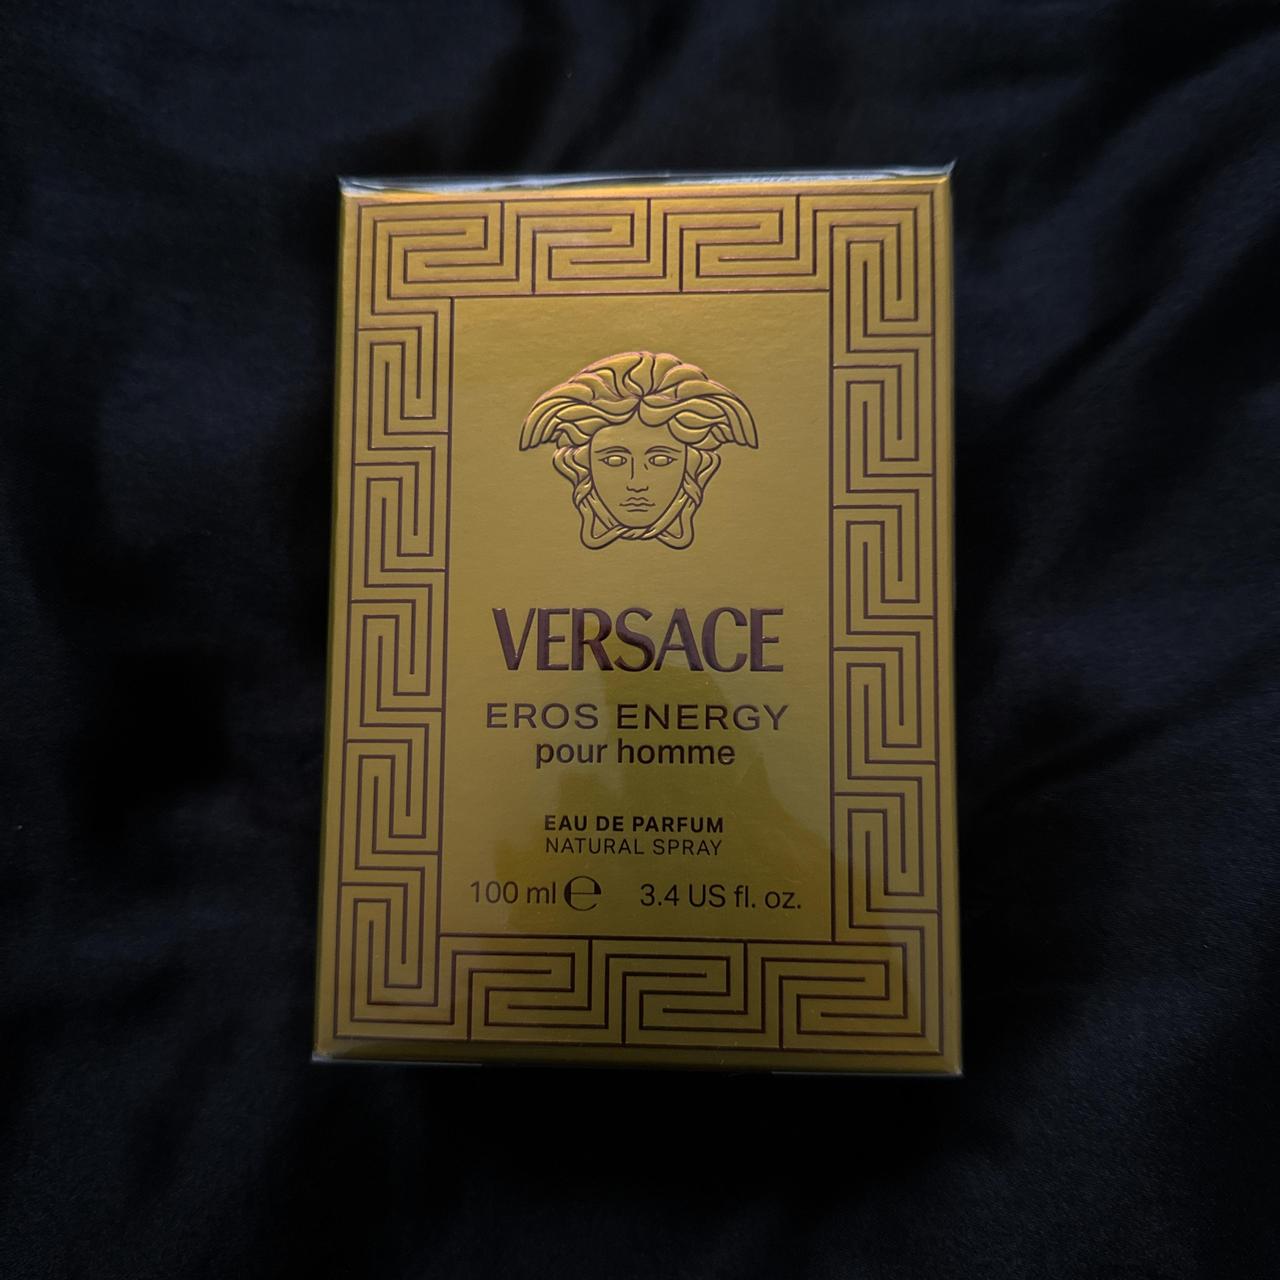 VERSACE
EROS ENERGY
pour homme
EAU DE PARFUM
NATURAL SPRAY
100 ml ℮ 3.4 US fl. oz.